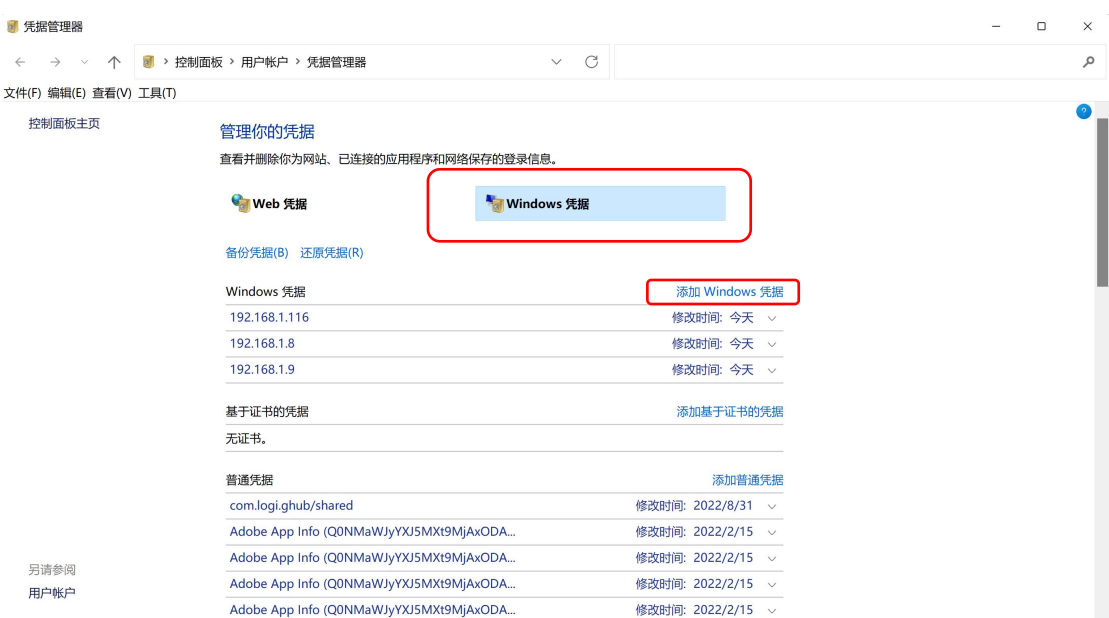 凭据管理器
控制面板 › 用户帐户 › 凭据管理器
文件(F) 编辑(E) 查看(V) 工具(T)
控制面板主页
管理你的凭据
查看并删除你为网站、已连接的应用程序和网络保存的登录信息。
Web 凭据 Windows 凭据
备份凭据(B) 还原凭据(R)
Windows 凭据 添加 Windows 凭据
192.168.1.116 修改时间: 今天
192.168.1.8 修改时间: 今天
192.168.1.9 修改时间: 今天
基于证书的凭据 添加基于证书的凭据
无证书。
普通凭据 添加普通凭据
com.logi.ghub/shared 修改时间: 2022/8/31
Adobe App Info (Q0NMaWJyYXJ5MXt9MjAxODA... 修改时间: 2022/2/15
Adobe App Info (Q0NMaWJyYXJ5MXt9MjAxODA... 修改时间: 2022/2/15
Adobe App Info (Q0NMaWJyYXJ5MXt9MjAxODA... 修改时间: 2022/2/15
Adobe App Info (Q0NMaWJyYXJ5MXt9MjAxODA... 修改时间: 2022/2/15
另请参阅
用户帐户